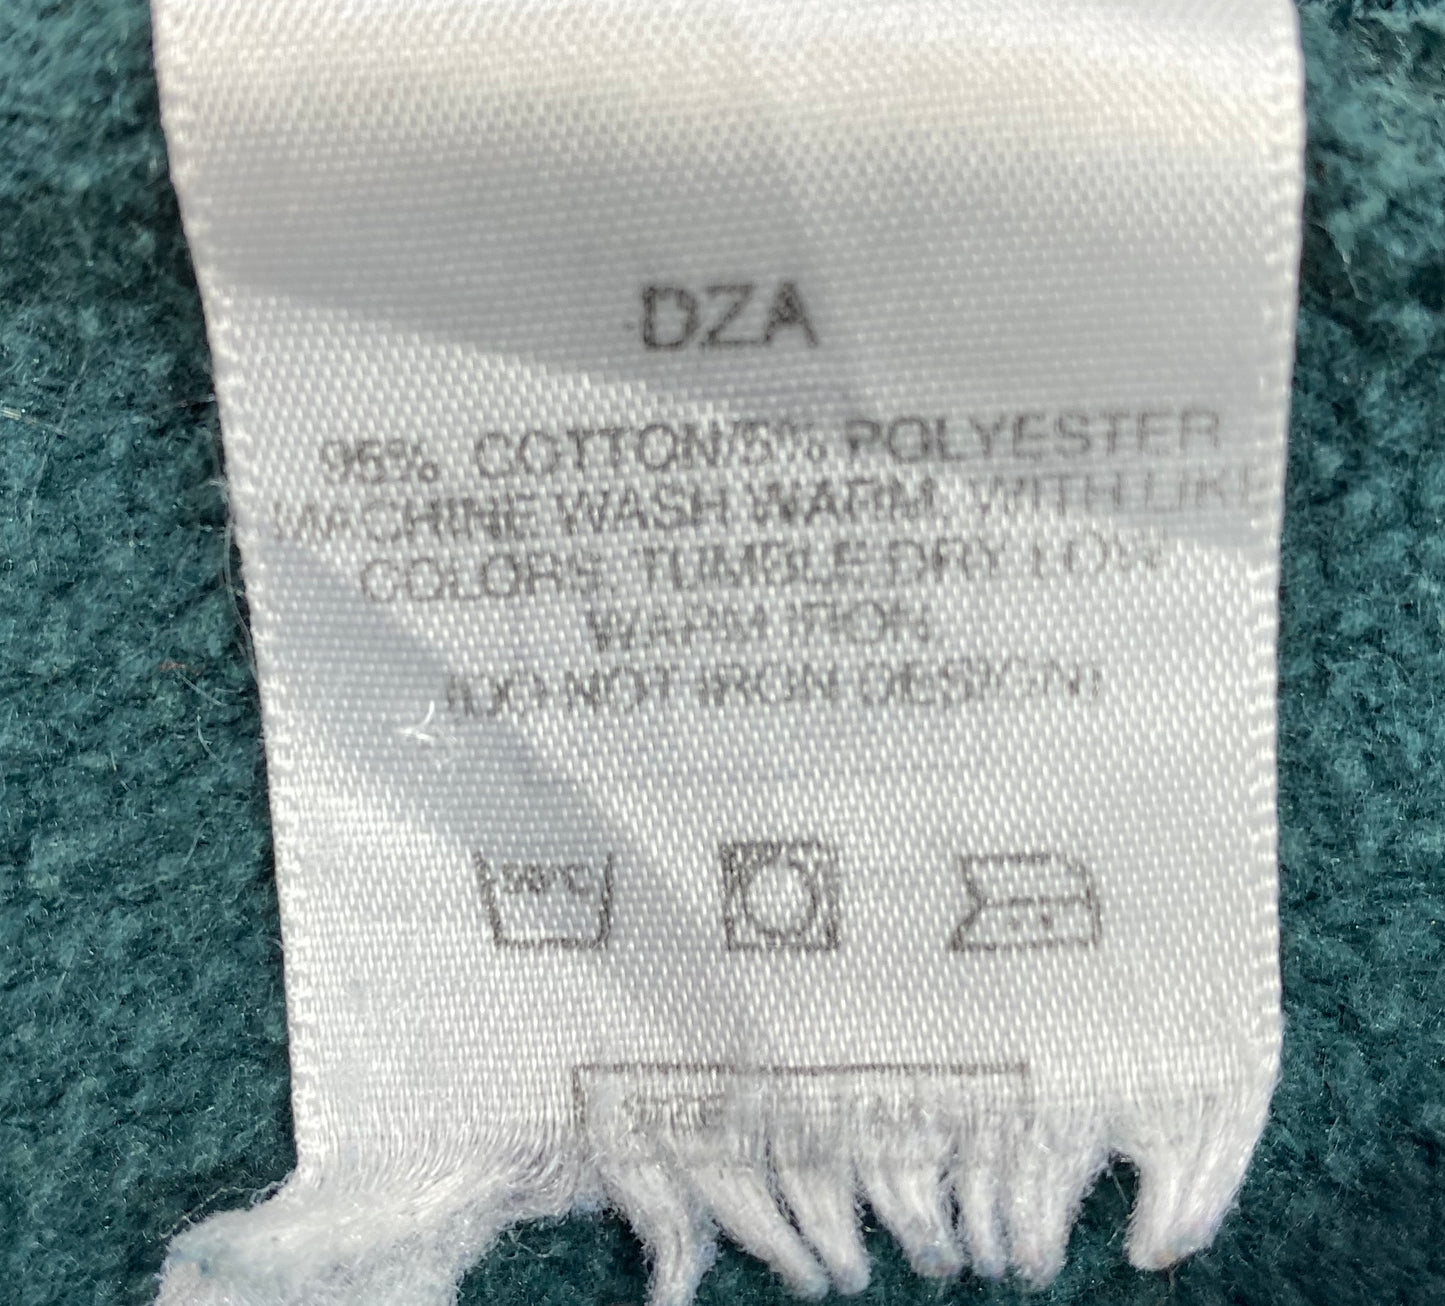 DZA
95% COTTON/5% POLYESTER
MACHINE WASH WARM, WITH LIKE
COLORS. TUMBLE DRY LOW
WARM IRON
(DO NOT IRON DESIGN)